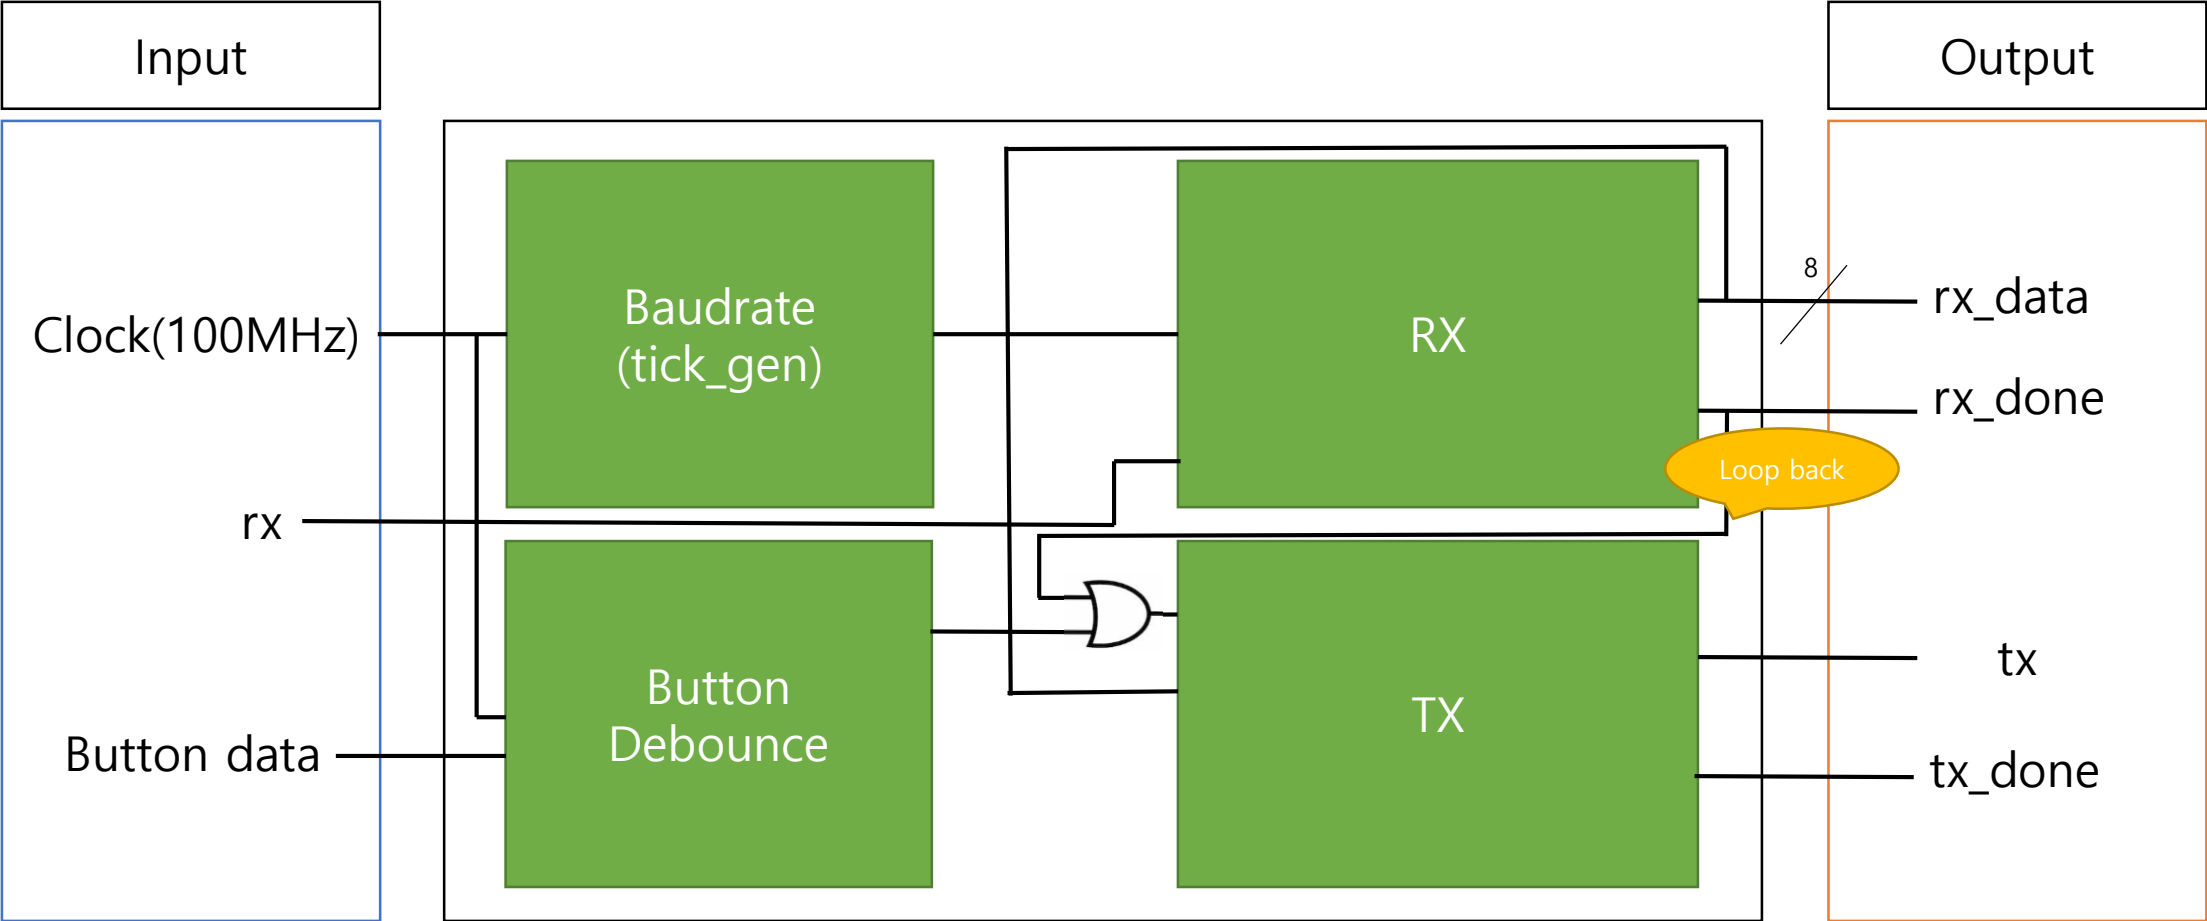 Input
Output
Clock(100MHz)
rx
Button data
Baudrate
(tick_gen)
RX
Button
Debounce
TX
8
rx_data
rx_done
Loop back
tx
tx_done